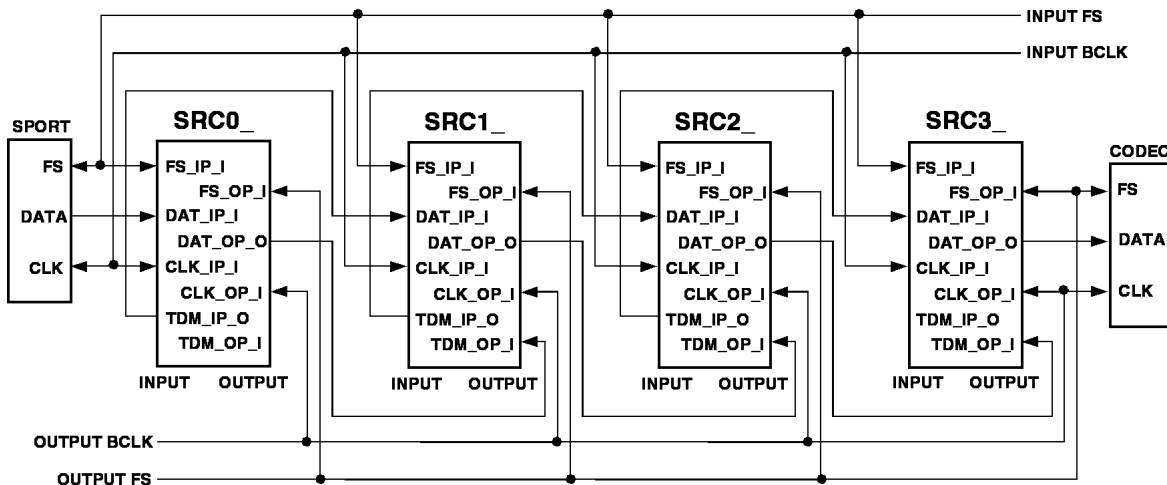 INPUT FS
INPUT BCLK
SPORT
FS
DATA
CLK
SRC0_
FS_IP_I
FS_OP_I
DAT_IP_I
DAT_OP_O
CLK_IP_I
CLK_OP_I
TDM_IP_O
TDM_OP_I
INPUT OUTPUT
SRC1_
FS_IP_I
FS_OP_I
DAT_IP_I
DAT_OP_O
CLK_IP_I
CLK_OP_I
TDM_IP_O
TDM_OP_I
INPUT OUTPUT
SRC2_
FS_IP_I
FS_OP_I
DAT_IP_I
DAT_OP_O
CLK_IP_I
CLK_OP_I
TDM_IP_O
TDM_OP_I
INPUT OUTPUT
SRC3_
FS_IP_I
FS_OP_I
DAT_IP_I
DAT_OP_O
CLK_IP_I
CLK_OP_I
TDM_IP_O
TDM_OP_I
INPUT OUTPUT
CODEC
FS
DATA
CLK
OUTPUT BCLK
OUTPUT FS